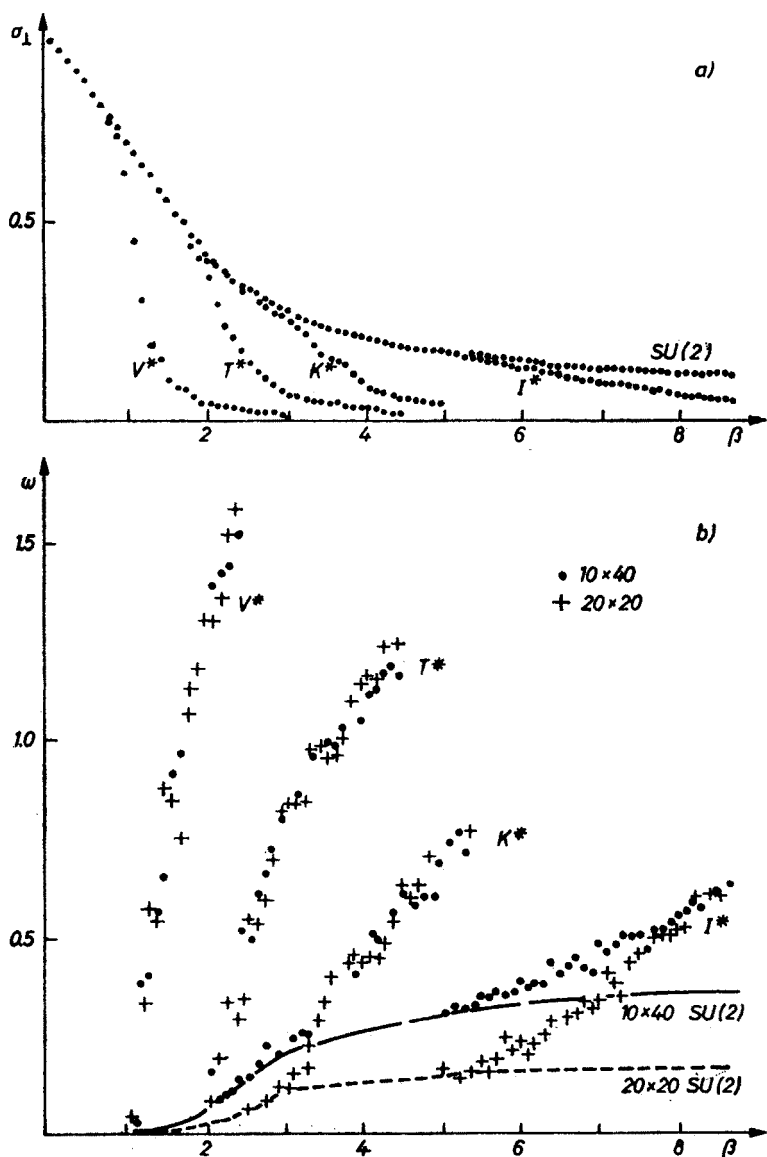 σ⊥
a)
0.5
SU(2)
V*
T*
K*
I*
2
4
6
8
β
ω
b)
1.5
• 10×40
+ 20×20
V*
T*
1.0
K*
0.5
I*
10×40 SU(2)
20×20 SU(2)
2
4
6
8
β